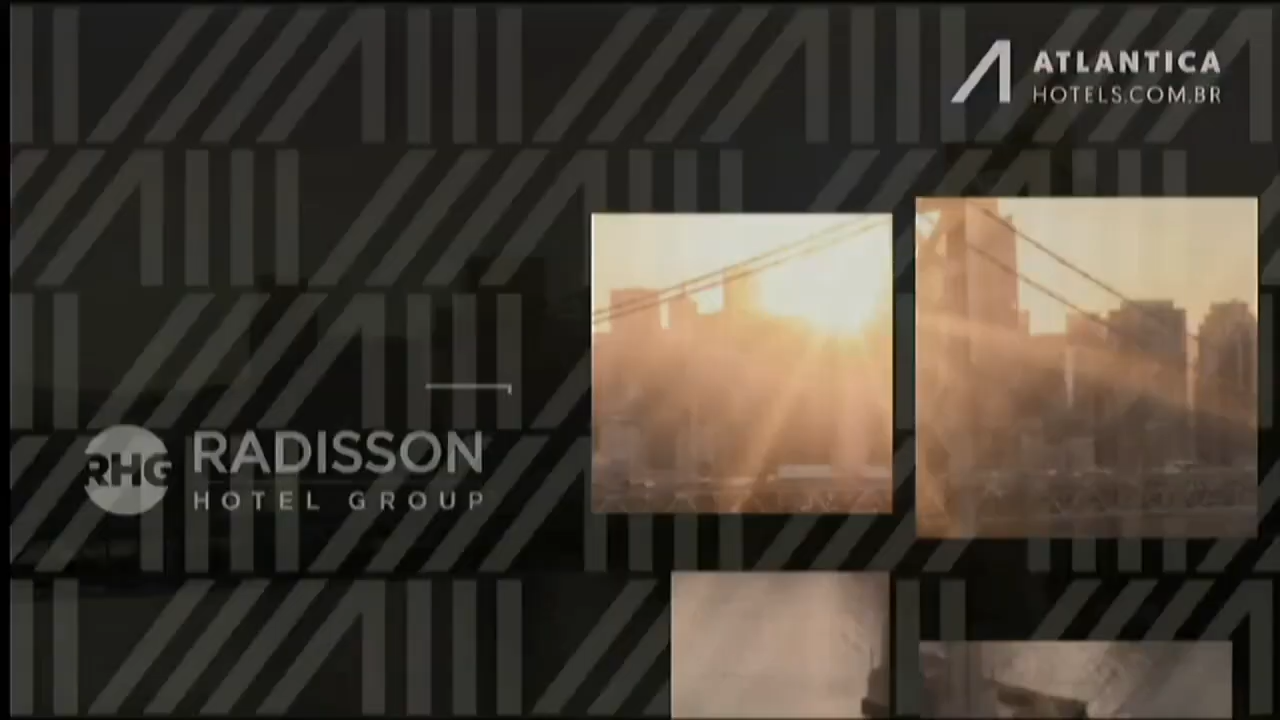 ATLANTICA
HOTELS.COM.BR
RHG
RADISSON
HOTEL GROUP